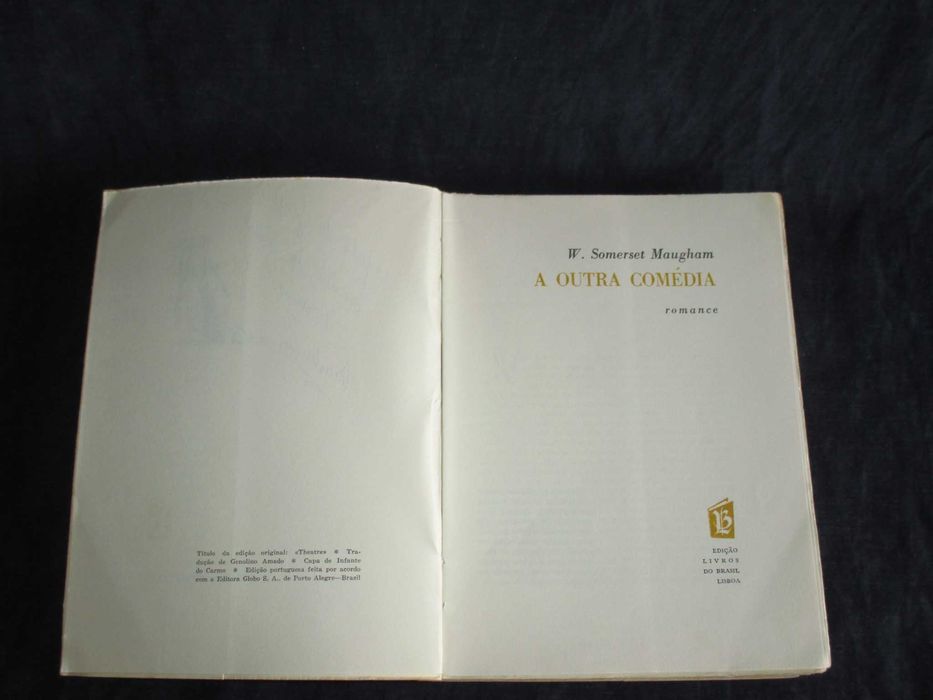 Título da edição original: «Theatre» * Tra-
dução de Genolino Amado * Capa de Infante
do Carmo * Edição portuguesa feita por acordo
com a Editora Globo S. A., de Porto Alegre—Brasil
W. Somerset Maugham
A OUTRA COMÉDIA
romance
EDIÇÃO
LIVROS
DO BRASIL
LISBOA